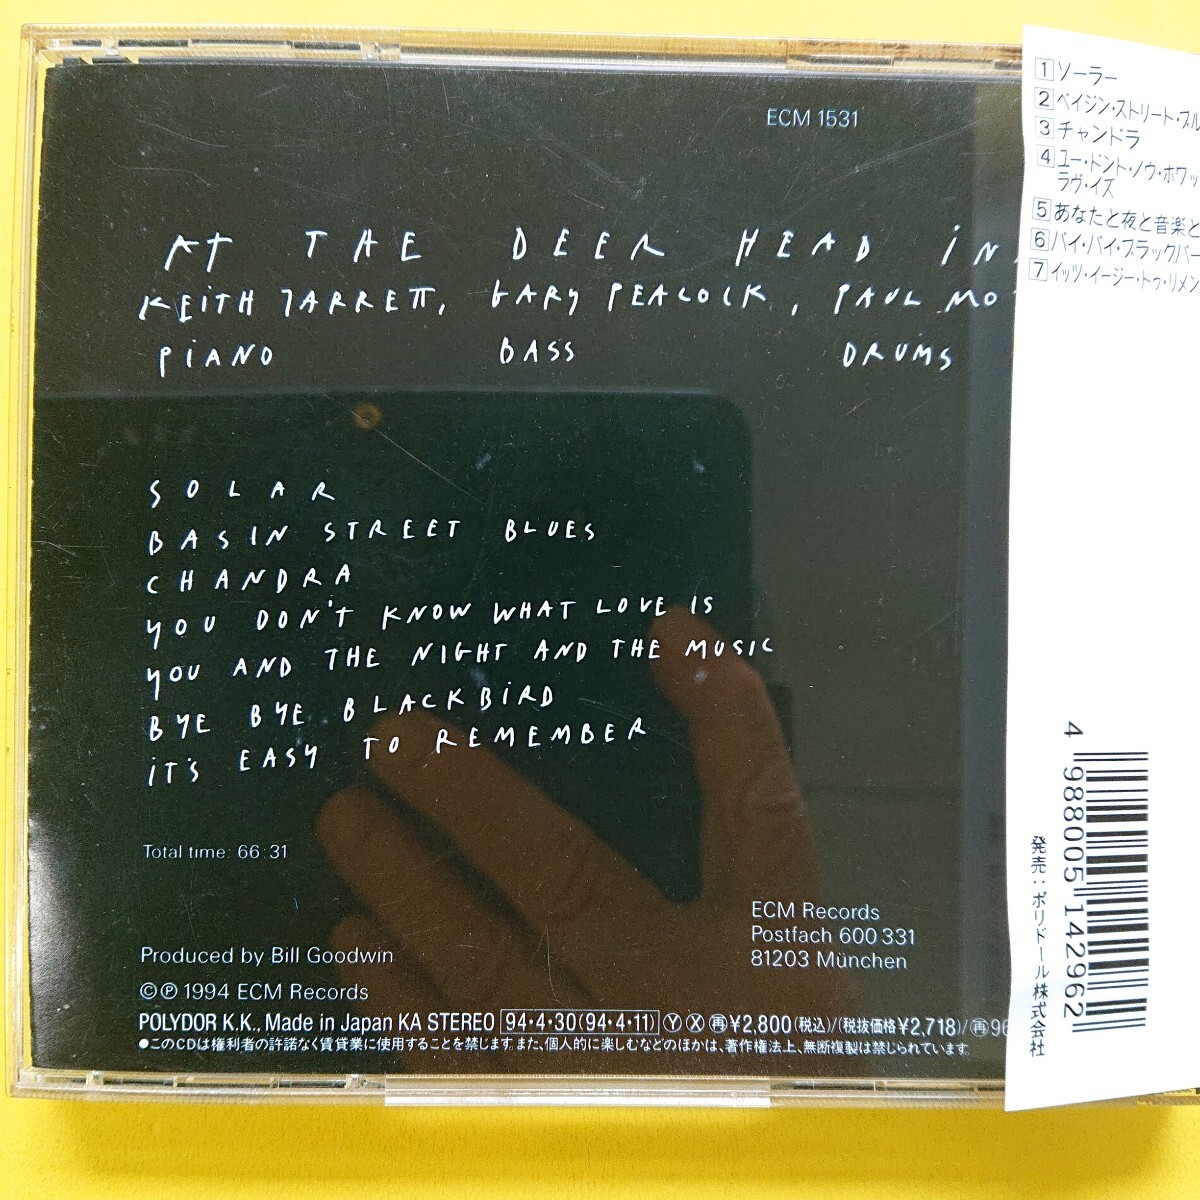 ECM 1531
AT THE DEER HEAD IN
KEITH JARRETT, GARY PEACOCK, PAUL MO
PIANO BASS DRUMS
SOLAR
BASIN STREET BLUES
CHANDRA
YOU DON'T KNOW WHAT LOVE IS
YOU AND THE NIGHT AND THE MUSIC
BYE BYE BLACKBIRD
IT'S EASY TO REMEMBER
Total time: 66:31
Produced by Bill Goodwin
©℗ 1994 ECM Records
ECM Records
Postfach 600 331
81203 München
POLYDOR K.K., Made in Japan KA STEREO 94・4・30(94・4・11) Ⓨ Ⓧ ㊢¥2,800(税込)/(税抜価格¥2,718)/再96
●このCDは権利者の許諾なく賃貸業に使用することを禁じます。また、個人的に楽しむなどのほかは、著作権法上、無断複製は禁じられています。
1 ソーラー
2 ベイジン・ストリート・ブル
3 チャンドラ
4 ユー・ドント・ノウ・ホワッ
ラヴ・イズ
5 あなたと夜と音楽と
6 バイ・バイ・ブラックバー
7 イッツ・イージー・トゥ・リメン
4 988005 142962
発売：ポリドール株式会社